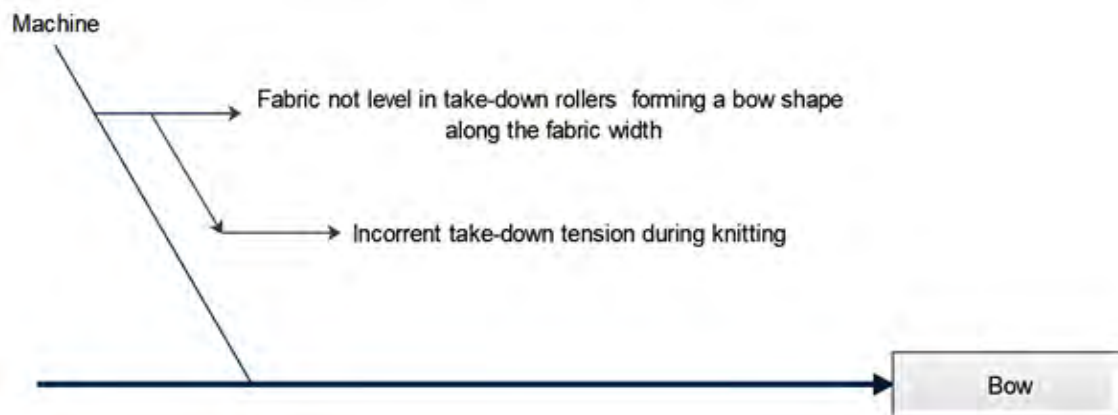 Machine
Fabric not level in take-down rollers forming a bow shape
along the fabric width
Incorrent take-down tension during knitting
Bow